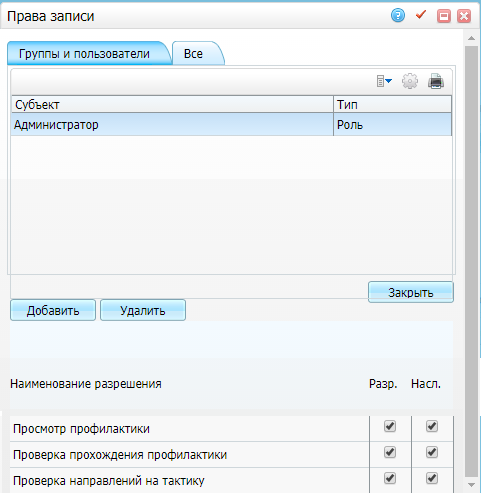 Права записи
Группы и пользователи Все
Субъект Тип
Администратор Роль
Закрыть
Добавить Удалить
Наименование разрешения Разр. Насл.
Просмотр профилактики
Проверка прохождения профилактики
Проверка направлений на тактику